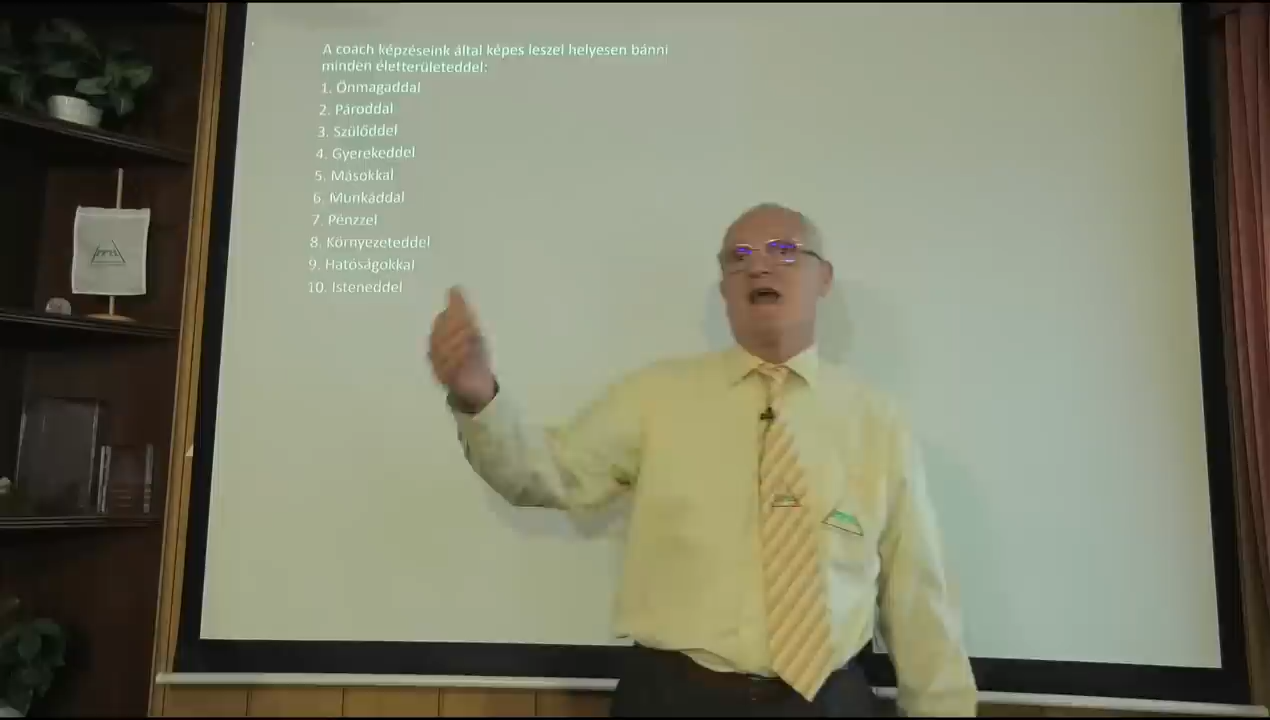 A coach képzéseink által képes leszel helyesen bánni
minden életterületeddel:
1. Önmagaddal
2. Pároddal
3. Szülőddel
4. Gyerekeddel
5. Másokkal
6. Munkáddal
7. Pénzzel
8. Környezeteddel
9. Hatóságokkal
10. Isteneddel